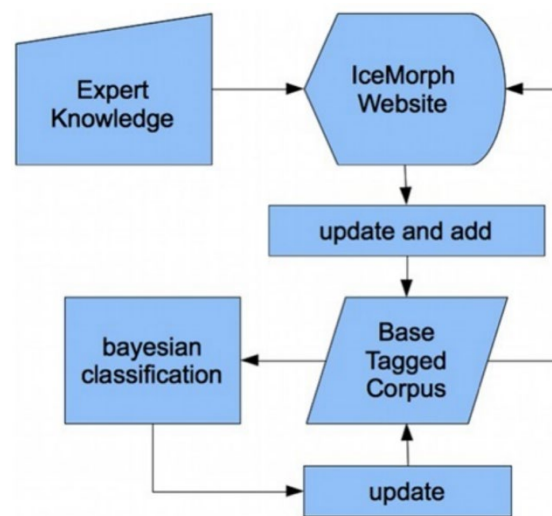 Expert
Knowledge
IceMorph
Website
update and add
bayesian
classification
Base
Tagged
Corpus
update